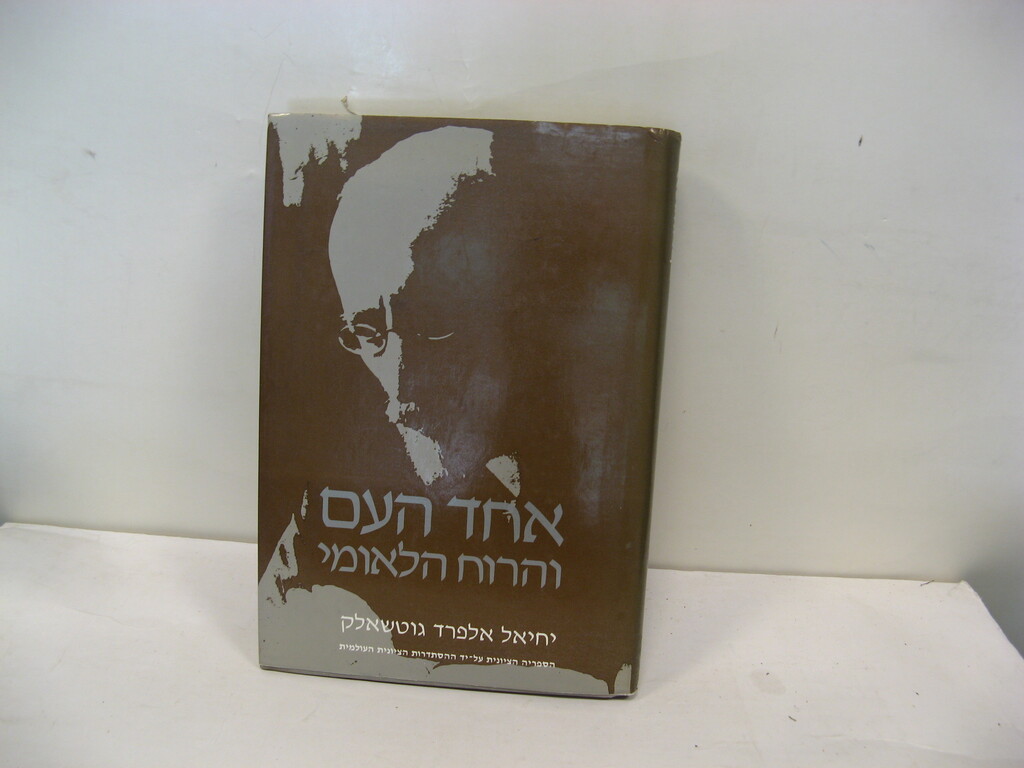 אחד העם
והרוח הלאומי
יחיאל אלפרד גוטשאלק
הספריה הציונית על־יד ההסתדרות הציונית העולמית